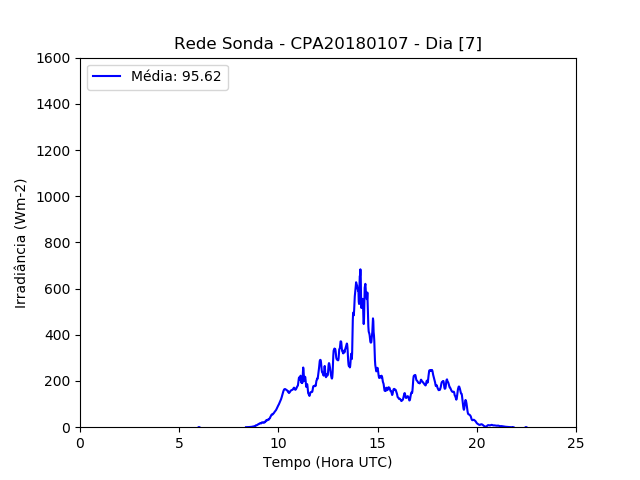 Rede Sonda - CPA20180107 - Dia [7]
Média: 95.62
1600
1400
1200
1000
800
600
400
200
0
Irradiância (Wm-2)
0 5 10 15 20 25
Tempo (Hora UTC)